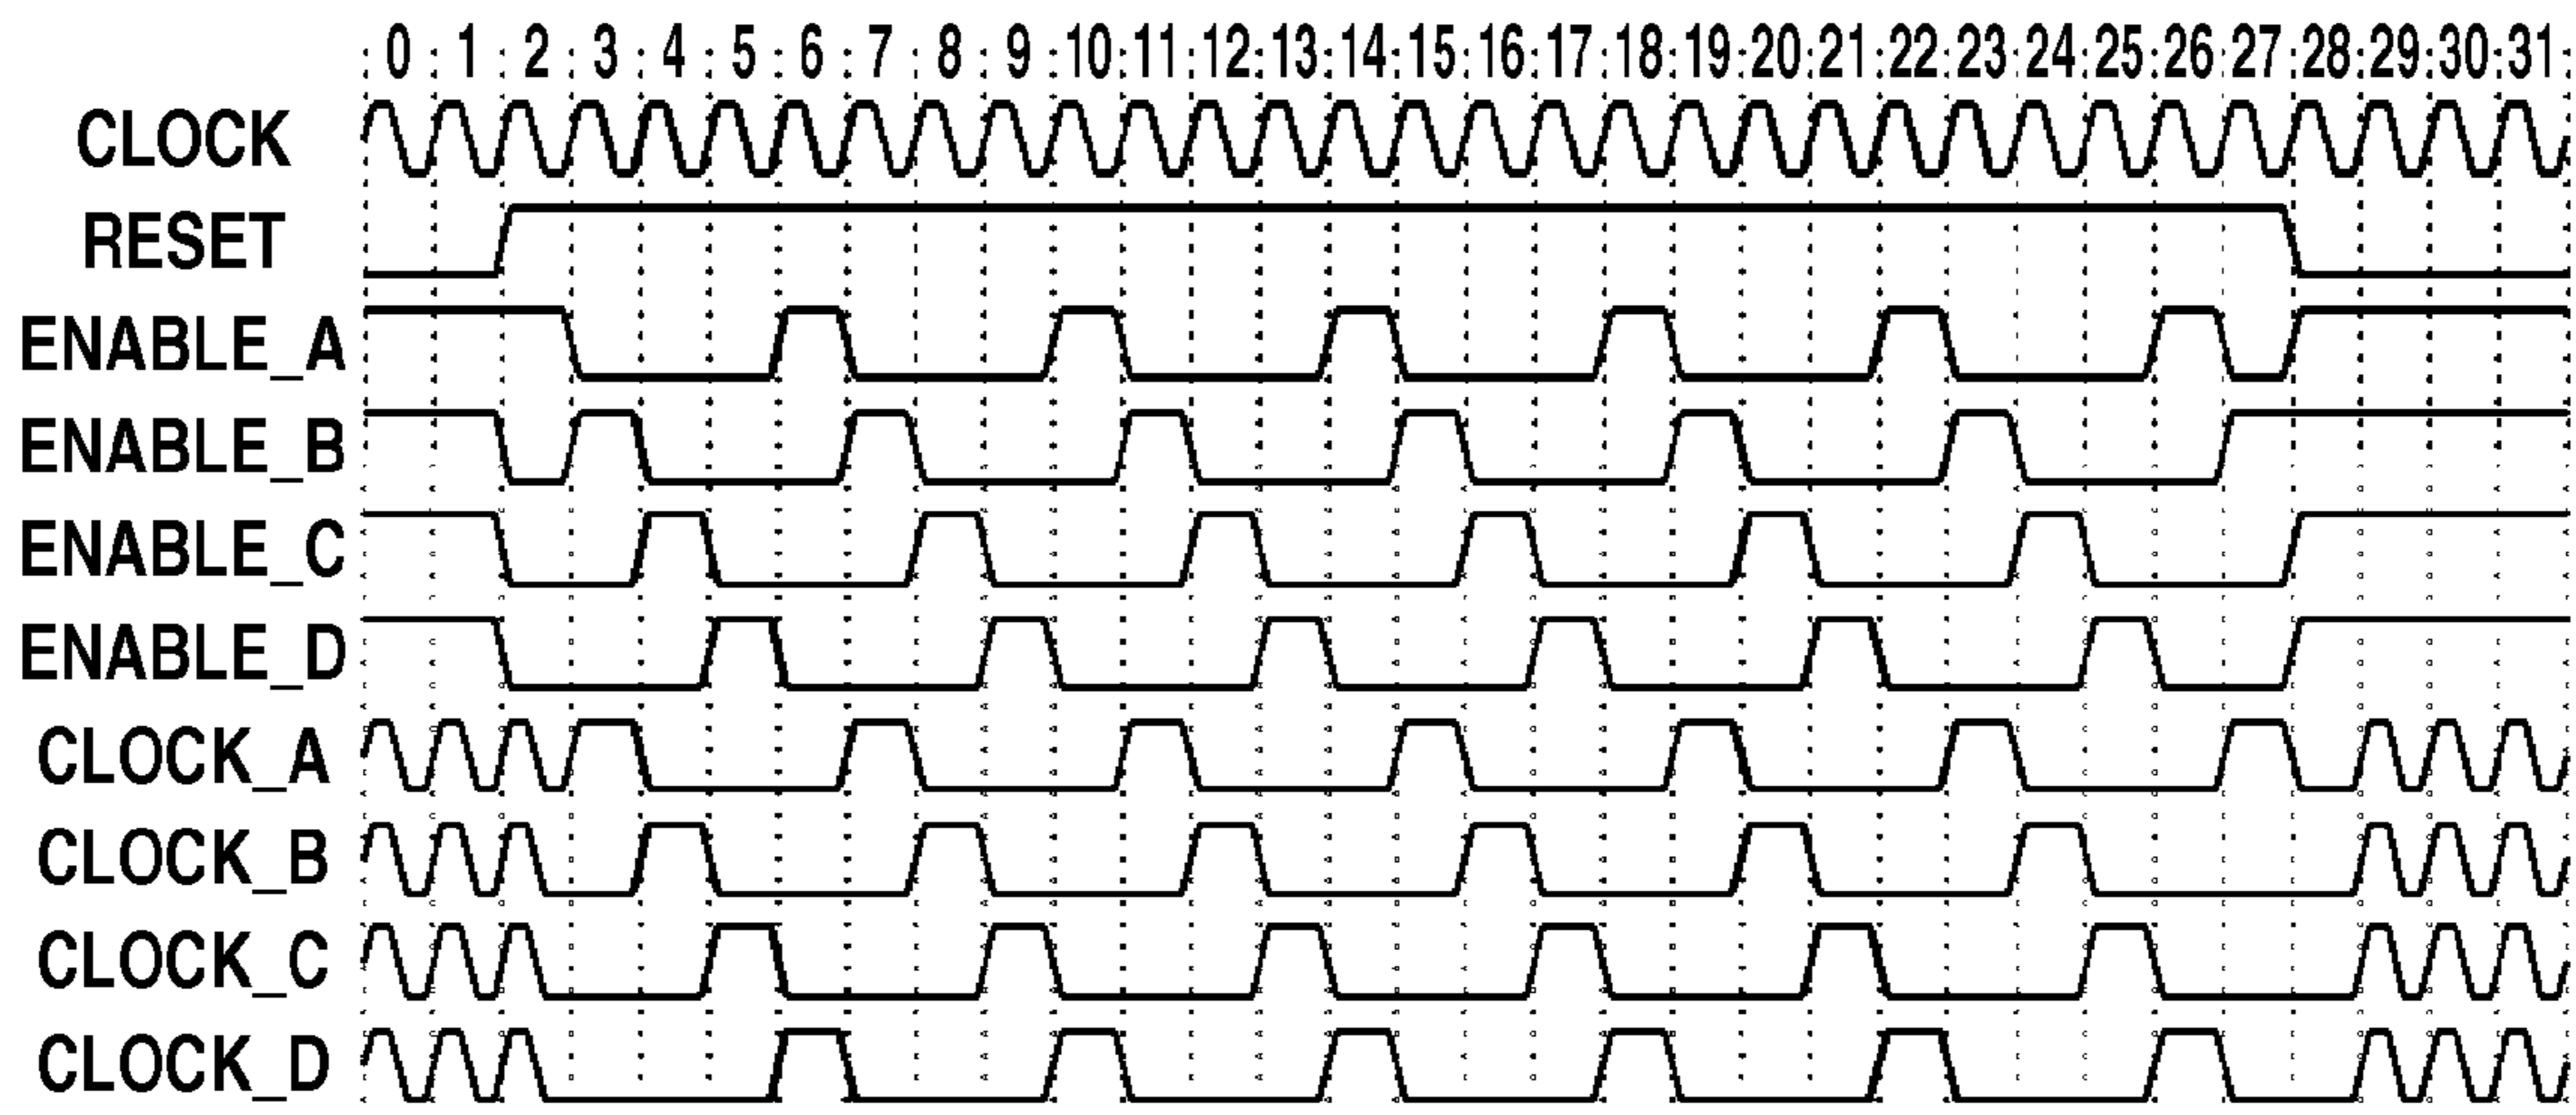 0 1 2 3 4 5 6 7 8 9 10 11 12 13 14 15 16 17 18 19 20 21 22 23 24 25 26 27 28 29 30 31
CLOCK
RESET
ENABLE_A
ENABLE_B
ENABLE_C
ENABLE_D
CLOCK_A
CLOCK_B
CLOCK_C
CLOCK_D